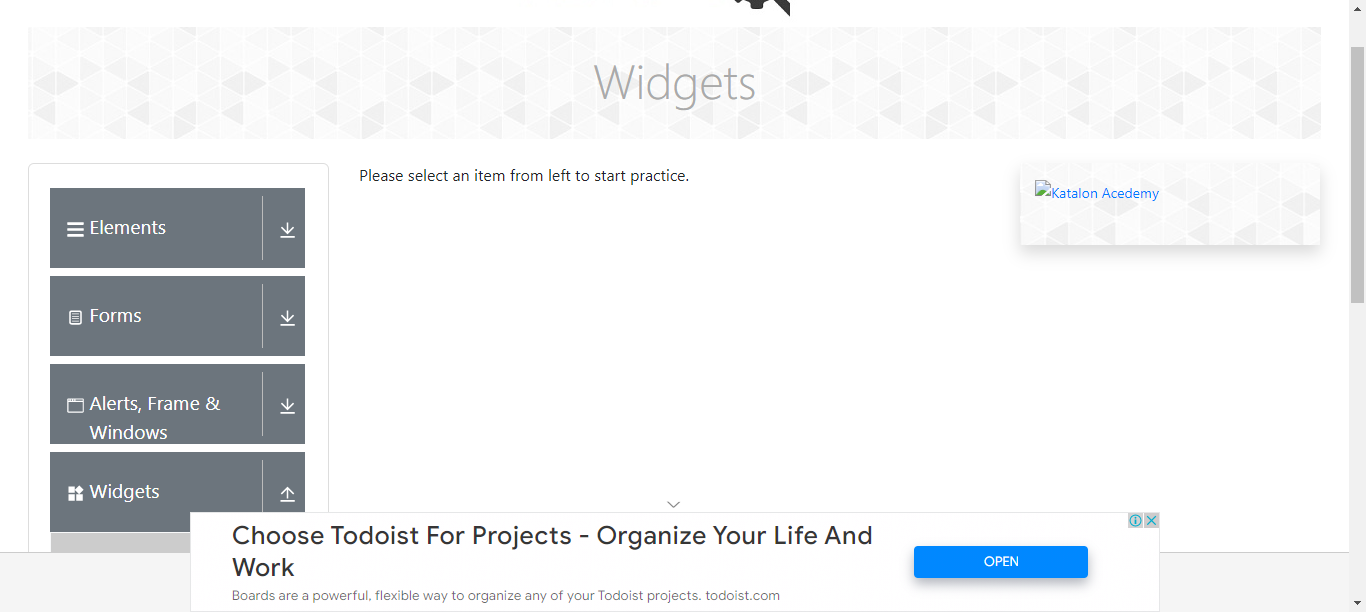 Widgets
Elements
Forms
Alerts, Frame &
Windows
Widgets
Please select an item from left to start practice.
Katalon Acedemy
Choose Todoist For Projects - Organize Your Life And
Work
Boards are a powerful, flexible way to organize any of your Todoist projects. todoist.com
OPEN